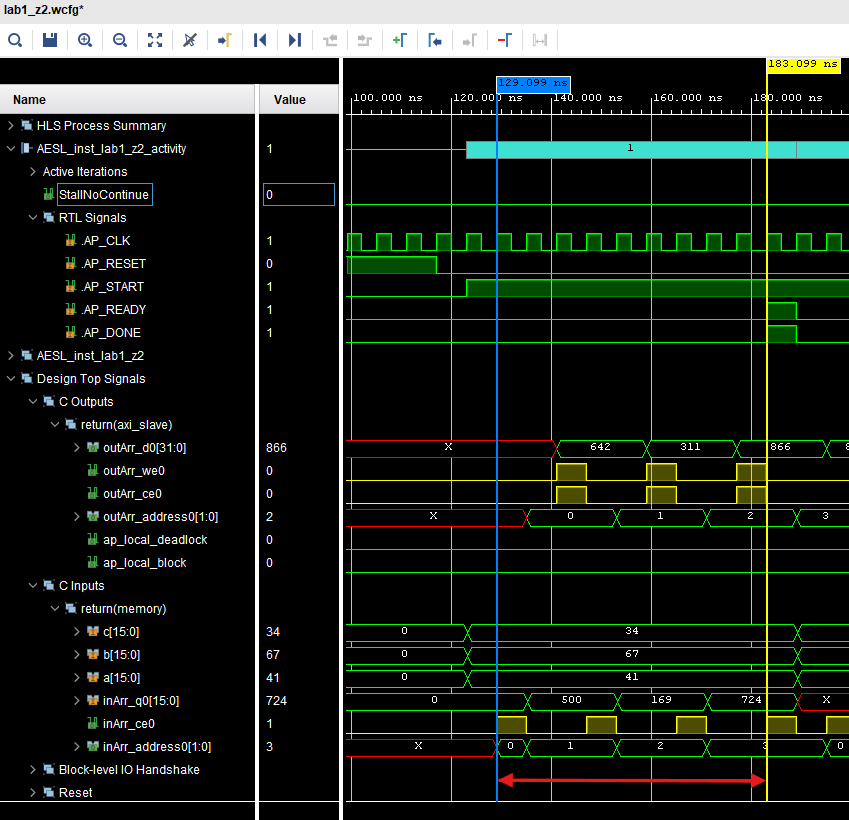 lab1_z2.wcfg*
183.099 ns
129.099 ns
Name Value
100.000 ns 120.000 ns 140.000 ns 160.000 ns 180.000 ns
HLS Process Summary
AESL_inst_lab1_z2_activity 1 1
Active Iterations
StallNoContinue 0
RTL Signals
.AP_CLK 1
.AP_RESET 0
.AP_START 1
.AP_READY 1
.AP_DONE 1
AESL_inst_lab1_z2
Design Top Signals
C Outputs
return(axi_slave)
outArr_d0[31:0] 866 X 642 311 866
outArr_we0 0
outArr_ce0 0
outArr_address0[1:0] 2 X 0 1 2 3
ap_local_deadlock 0
ap_local_block 0
C Inputs
return(memory)
c[15:0] 34 0 34
b[15:0] 67 0 67
a[15:0] 41 0 41
inArr_q0[15:0] 724 0 500 169 724 X
inArr_ce0 1
inArr_address0[1:0] 3 X 0 1 2 3 0
Block-level IO Handshake
Reset